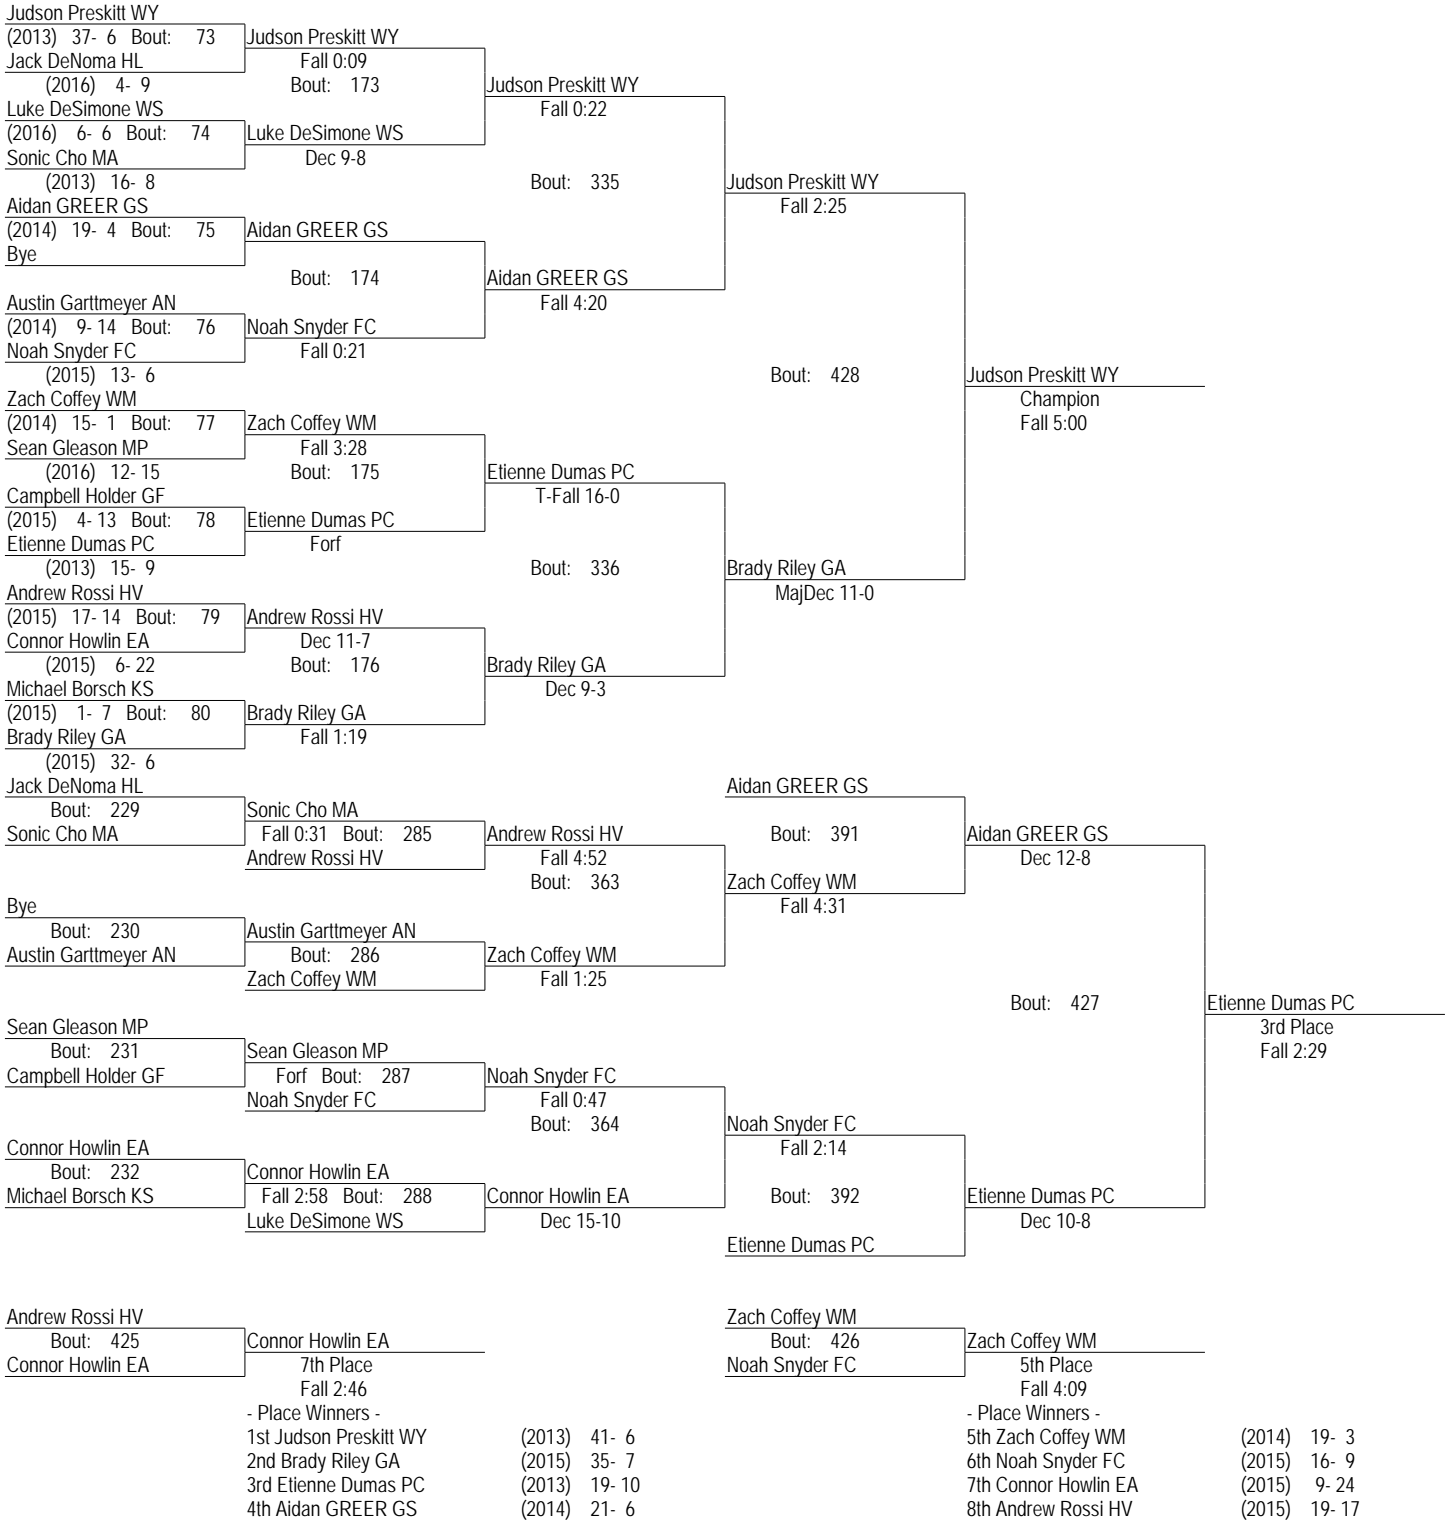 Judson Preskitt WY
(2013) 37- 6 Bout: 73 Judson Preskitt WY
Jack DeNoma HL Fall 0:09
(2016) 4- 9 Bout: 173 Judson Preskitt WY
Luke DeSimone WS Fall 0:22
(2016) 6- 6 Bout: 74 Luke DeSimone WS
Sonic Cho MA Dec 9-8
(2013) 16- 8 Bout: 335 Judson Preskitt WY
Aidan GREER GS Fall 2:25
(2014) 19- 4 Bout: 75 Aidan GREER GS
Bye
Bout: 174 Aidan GREER GS
Austin Garttmeyer AN Fall 4:20
(2014) 9- 14 Bout: 76 Noah Snyder FC
Noah Snyder FC Fall 0:21
(2015) 13- 6 Bout: 428 Judson Preskitt WY
Zach Coffey WM Champion
(2014) 15- 1 Bout: 77 Zach Coffey WM Fall 5:00
Sean Gleason MP Fall 3:28
(2016) 12- 15 Bout: 175 Etienne Dumas PC
Campbell Holder GF T-Fall 16-0
(2015) 4- 13 Bout: 78 Etienne Dumas PC
Etienne Dumas PC Forf
(2013) 15- 9 Bout: 336 Brady Riley GA
Andrew Rossi HV MajDec 11-0
(2015) 17- 14 Bout: 79 Andrew Rossi HV
Connor Howlin EA Dec 11-7
(2015) 6- 22 Bout: 176 Brady Riley GA
Michael Borsch KS Dec 9-3
(2015) 1- 7 Bout: 80 Brady Riley GA
Brady Riley GA Fall 1:19
(2015) 32- 6
Jack DeNoma HL Aidan GREER GS
Bout: 229 Sonic Cho MA
Sonic Cho MA Fall 0:31 Bout: 285 Andrew Rossi HV Bout: 391 Aidan GREER GS
Andrew Rossi HV Fall 4:52 Dec 12-8
Bout: 363 Zach Coffey WM
Bye Fall 4:31
Bout: 230 Austin Garttmeyer AN
Austin Garttmeyer AN Bout: 286 Zach Coffey WM
Zach Coffey WM Fall 1:25
Bout: 427 Etienne Dumas PC
Sean Gleason MP 3rd Place
Bout: 231 Sean Gleason MP Fall 2:29
Campbell Holder GF Forf Bout: 287 Noah Snyder FC
Noah Snyder FC Fall 0:47
Bout: 364 Noah Snyder FC
Connor Howlin EA Fall 2:14
Bout: 232 Connor Howlin EA
Michael Borsch KS Fall 2:58 Bout: 288 Connor Howlin EA Bout: 392 Etienne Dumas PC
Luke DeSimone WS Dec 15-10 Dec 10-8
Etienne Dumas PC
Andrew Rossi HV Zach Coffey WM
Bout: 425 Connor Howlin EA Bout: 426 Zach Coffey WM
Connor Howlin EA 7th Place Noah Snyder FC 5th Place
Fall 2:46 Fall 4:09
- Place Winners - - Place Winners -
1st Judson Preskitt WY (2013) 41- 6 5th Zach Coffey WM (2014) 19- 3
2nd Brady Riley GA (2015) 35- 7 6th Noah Snyder FC (2015) 16- 9
3rd Etienne Dumas PC (2013) 19- 10 7th Connor Howlin EA (2015) 9- 24
4th Aidan GREER GS (2014) 21- 6 8th Andrew Rossi HV (2015) 19- 17